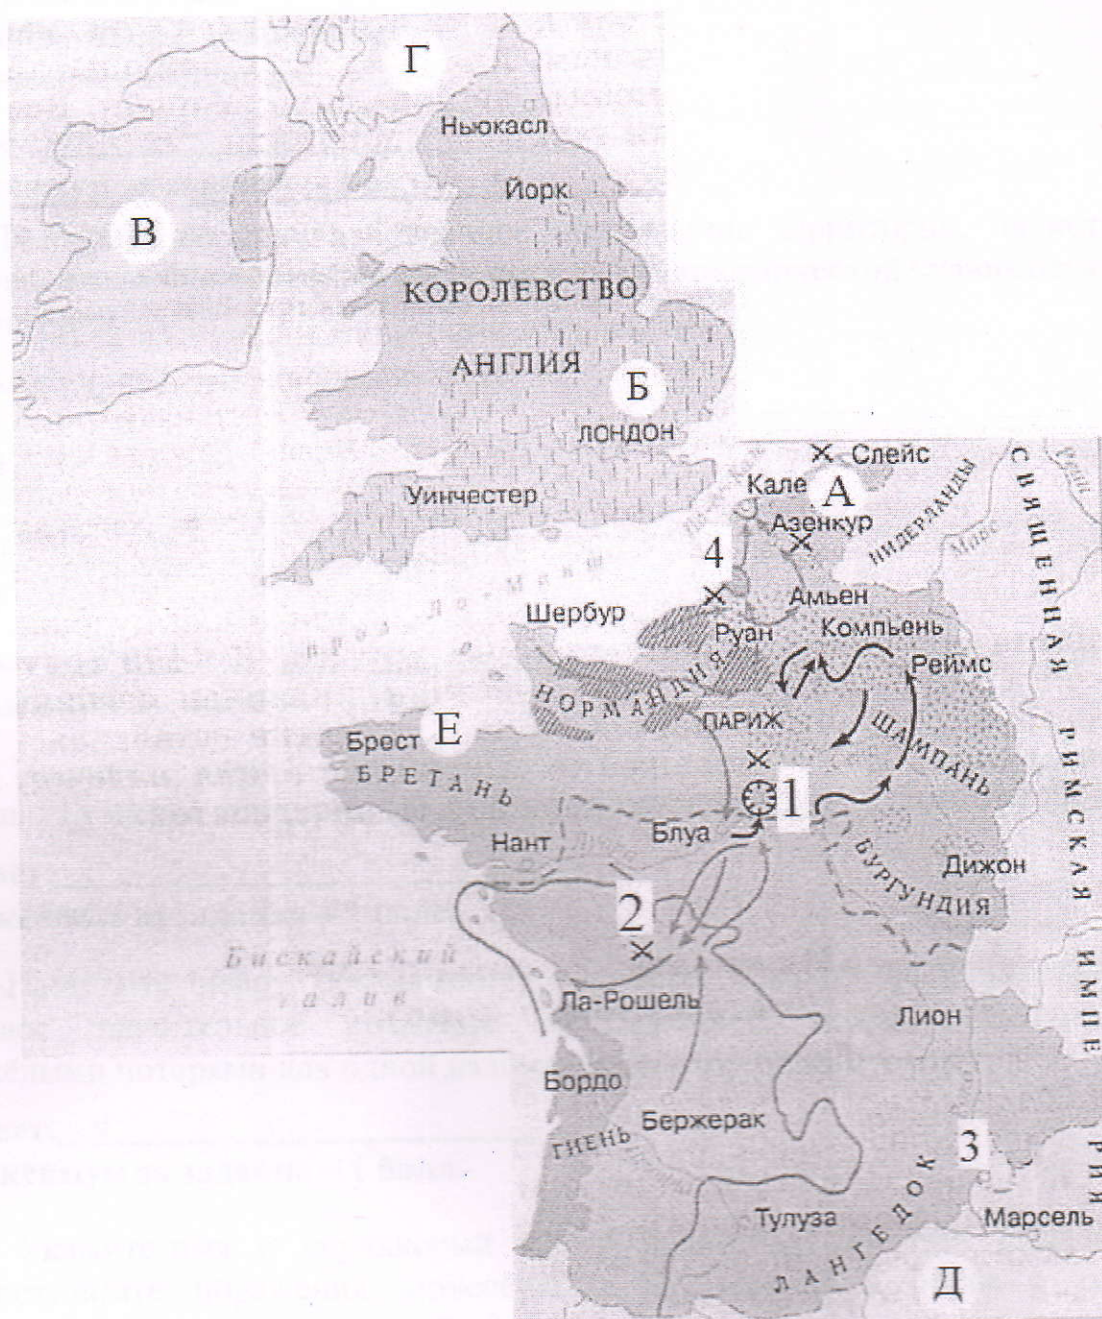 Г
Ньюкасл
Йорк
В
КОРОЛЕВСТВО
АНГЛИЯ
Б
ЛОНДОН
Уинчестер
Слейс
Кале
А
Азенкур
НИДЕРЛАНДЫ
Маас
Рейн
СВЯЩЕННАЯ РИМСКАЯ ИМПЕРИЯ
4
Амьен
Шербур
Руан
Компьень
Реймс
НОРМАНДИЯ
ПАРИЖ
ШАМПАНЬ
Е
Брест
БРЕТАНЬ
1
Блуа
Нант
БУРГУНДИЯ
Дижон
2
Бискайский
залив
Ла-Рошель
Лион
Бордо
Бержерак
ГИЕНЬ
3
Тулуза
ЛАНГЕДОК
Марсель
Д